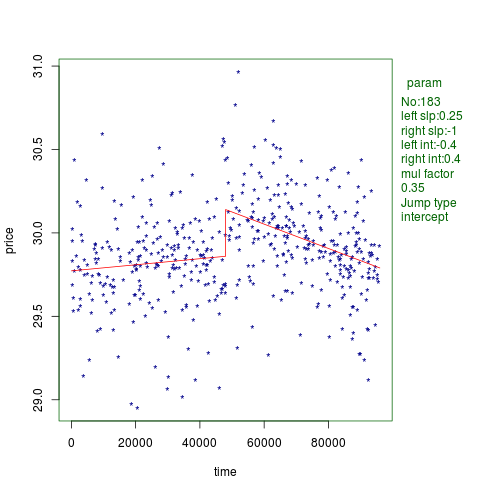 31.0
30.5
30.0
29.5
29.0
price
0
20000
40000
60000
80000
time
param
No:183
left slp:0.25
right slp:-1
left int:-0.4
right int:0.4
mul factor
0.35
Jump type
intercept